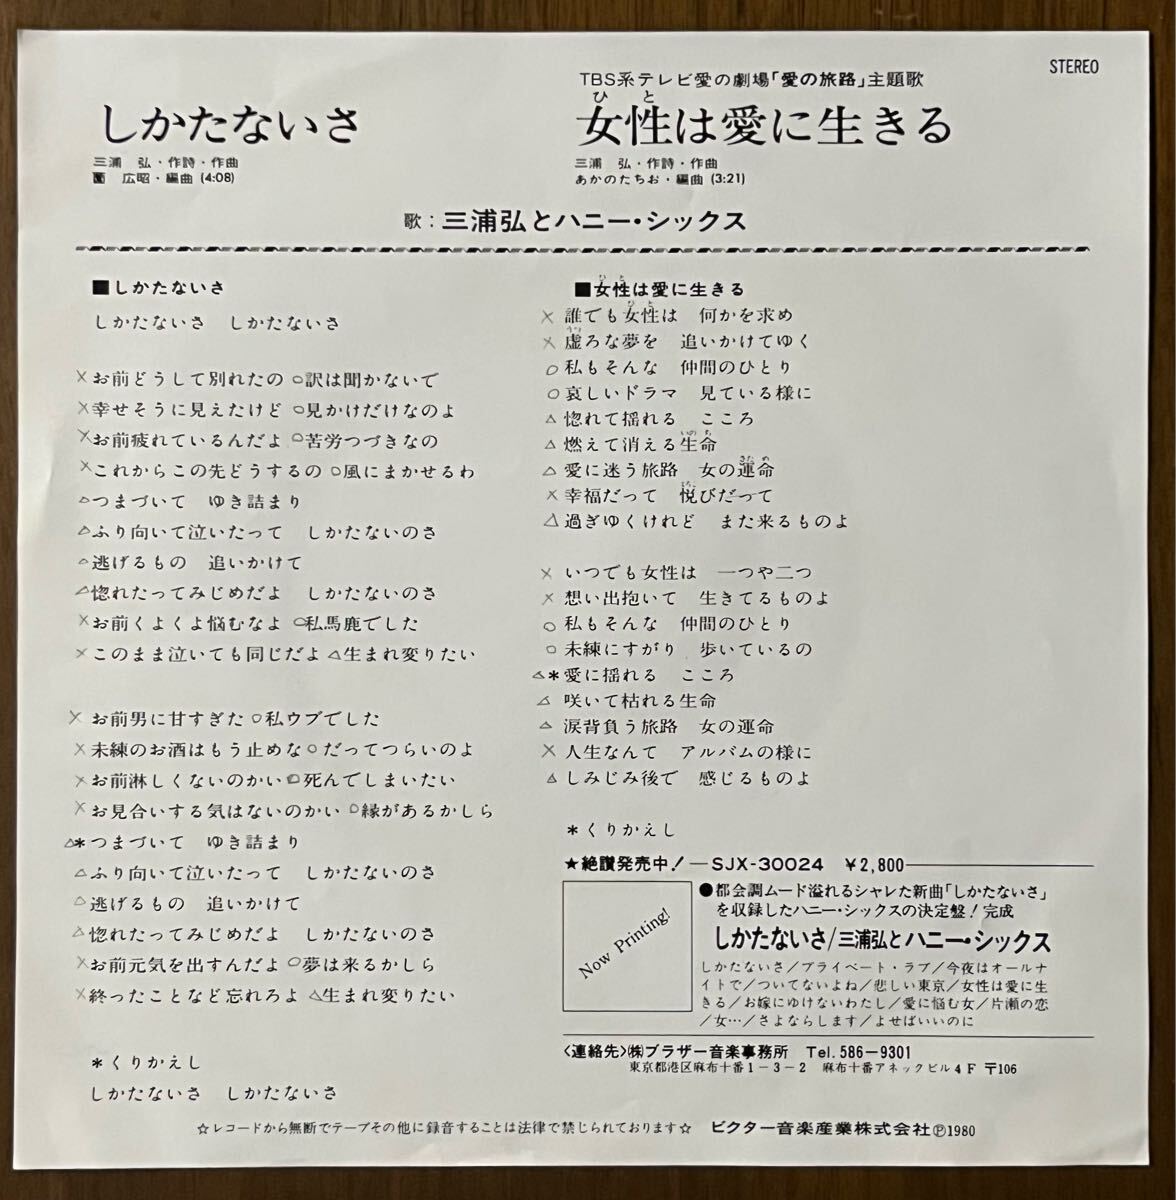 STEREO
しかたないさ
三浦 弘・作詩・作曲
面 広昭・編曲 (4:08)
TBS系テレビ愛の劇場「愛の旅路」主題歌
ひと
女性は愛に生きる
三浦 弘・作詩・作曲
あかのたちお・編曲 (3:21)
歌：三浦弘とハニー・シックス
■しかたないさ
しかたないさ しかたないさ
×お前どうして別れたの ○訳は聞かないで
×幸せそうに見えたけど ○見かけだけなのよ
×お前疲れているんだよ ○苦労つづきなの
×これからこの先どうするの ○風にまかせるわ
△つまづいて ゆき詰まり
△ふり向いて泣いたって しかたないのさ
△逃げるもの 追いかけて
△惚れたってみじめだよ しかたないのさ
×お前くよくよ悩むなよ ○私馬鹿でした
×このまま泣いても同じだよ △生まれ変りたい
×お前男に甘すぎた ○私ウブでした
×未練のお酒はもう止めな ○だってつらいのよ
×お前淋しくないのかい ○死んでしまいたい
×お見合いする気はないのかい ○縁があるかしら
△*つまづいて ゆき詰まり
△ふり向いて泣いたって しかたないのさ
△逃げるもの 追いかけて
△惚れたってみじめだよ しかたないのさ
×お前元気を出すんだよ ○夢は来るかしら
×終ったことなど忘れろよ △生まれ変りたい
*くりかえし
しかたないさ しかたないさ
ひと
■女性は愛に生きる
ひと
×誰でも女性は 何かを求め
うつ
×虚ろな夢を 追いかけてゆく
○私もそんな 仲間のひとり
○哀しいドラマ 見ている様に
△惚れて揺れる こころ
いのち
△燃えて消える生命
さだめ
△愛に迷う旅路 女の運命
よろこ
×幸福だって 悦びだって
△過ぎゆくけれど また来るものよ
×いつでも女性は 一つや二つ
×想い出抱いて 生きてるものよ
○私もそんな 仲間のひとり
○未練にすがり 歩いているの
△*愛に揺れる こころ
△咲いて枯れる生命
△涙背負う旅路 女の運命
×人生なんて アルバムの様に
△しみじみ後で 感じるものよ
*くりかえし
★絶讃発売中！―SJX-30024 ￥2,800
Now Printing!
●都会調ムード溢れるシャレた新曲「しかたないさ」
を収録したハニー・シックスの決定盤！完成
しかたないさ/三浦弘とハニー・シックス
しかたないさ/プライベート・ラブ/今夜はオールナ
イトで/ついてないよね/悲しい東京/女性は愛に生
きる/お嫁にゆけないわたし/愛に悩む女/片瀬の恋
/女…/さよならします/よせばいいのに
〈連絡先〉㈱ブラザー音楽事務所 Tel.586-9301
東京都港区麻布十番1-3-2 麻布十番アネックビル4F 〒106
☆レコードから無断でテープその他に録音することは法律で禁じられております☆ ビクター音楽産業株式会社Ⓟ1980